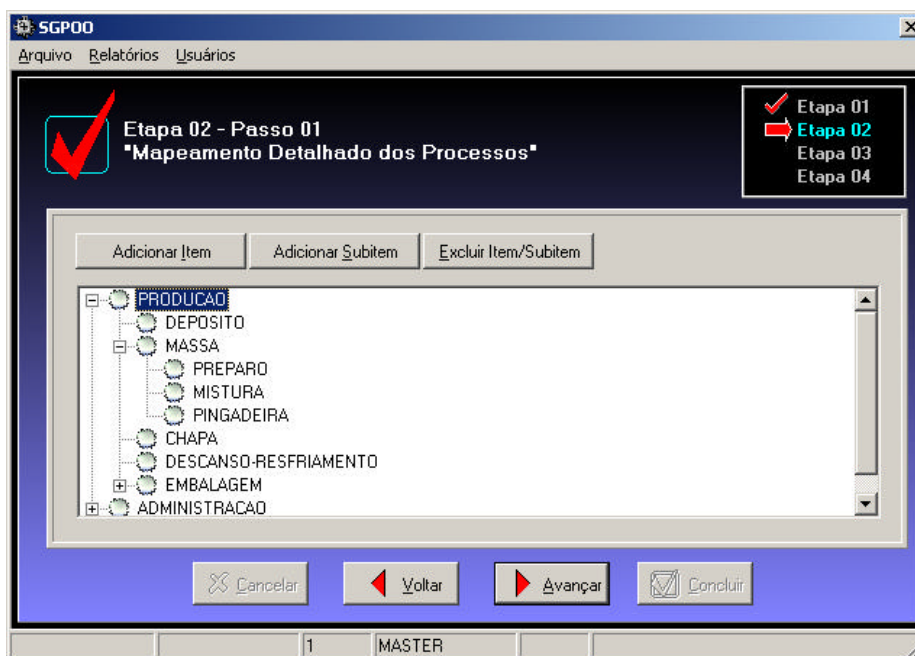 SGPOO
Arquivo Relatórios Usuários
Etapa 02 - Passo 01
"Mapeamento Detalhado dos Processos"
Etapa 01
Etapa 02
Etapa 03
Etapa 04
Adicionar Item Adicionar Subitem Excluir Item/Subitem
PRODUCAO
DEPOSITO
MASSA
PREPARO
MISTURA
PINGADEIRA
CHAPA
DESCANSO-RESFRIAMENTO
EMBALAGEM
ADMINISTRACAO
Cancelar Voltar Avançar Concluir
1 MASTER